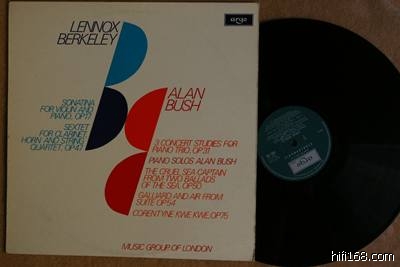 argo
LENNOX
BERKELEY
SONATINA
FOR VIOLIN AND
PIANO, OP.17
SEXTET
FOR CLARINET,
HORN AND STRING
QUARTET, OP.47
ALAN
BUSH
3 CONCERT STUDIES FOR
PIANO TRIO, OP.31
PIANO SOLOS ALAN BUSH
THE CRUEL SEA CAPTAIN
FROM TWO BALLADS
OF THE SEA, OP.50
GALLIARD AND AIR FROM
SUITE OP.54
CORENTYNE KWE KWE, OP.75
MUSIC GROUP OF LONDON
argo
hifi168.com